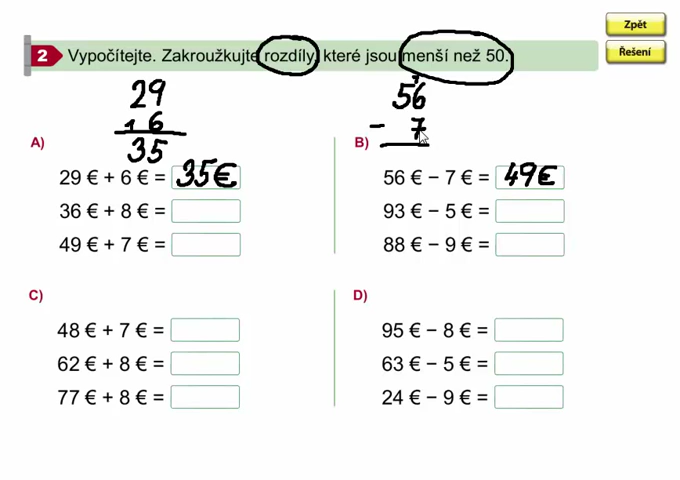 Zpět
Řešení
2 Vypočítejte. Zakroužkujte rozdíly, které jsou menší než 50.
29
+ 6
35
A)
29 € + 6 € = 35€
36 € + 8 € =
49 € + 7 € =
56
- 7
B)
56 € − 7 € = 49€
93 € − 5 € =
88 € − 9 € =
C)
48 € + 7 € =
62 € + 8 € =
77 € + 8 € =
D)
95 € − 8 € =
63 € − 5 € =
24 € − 9 € =